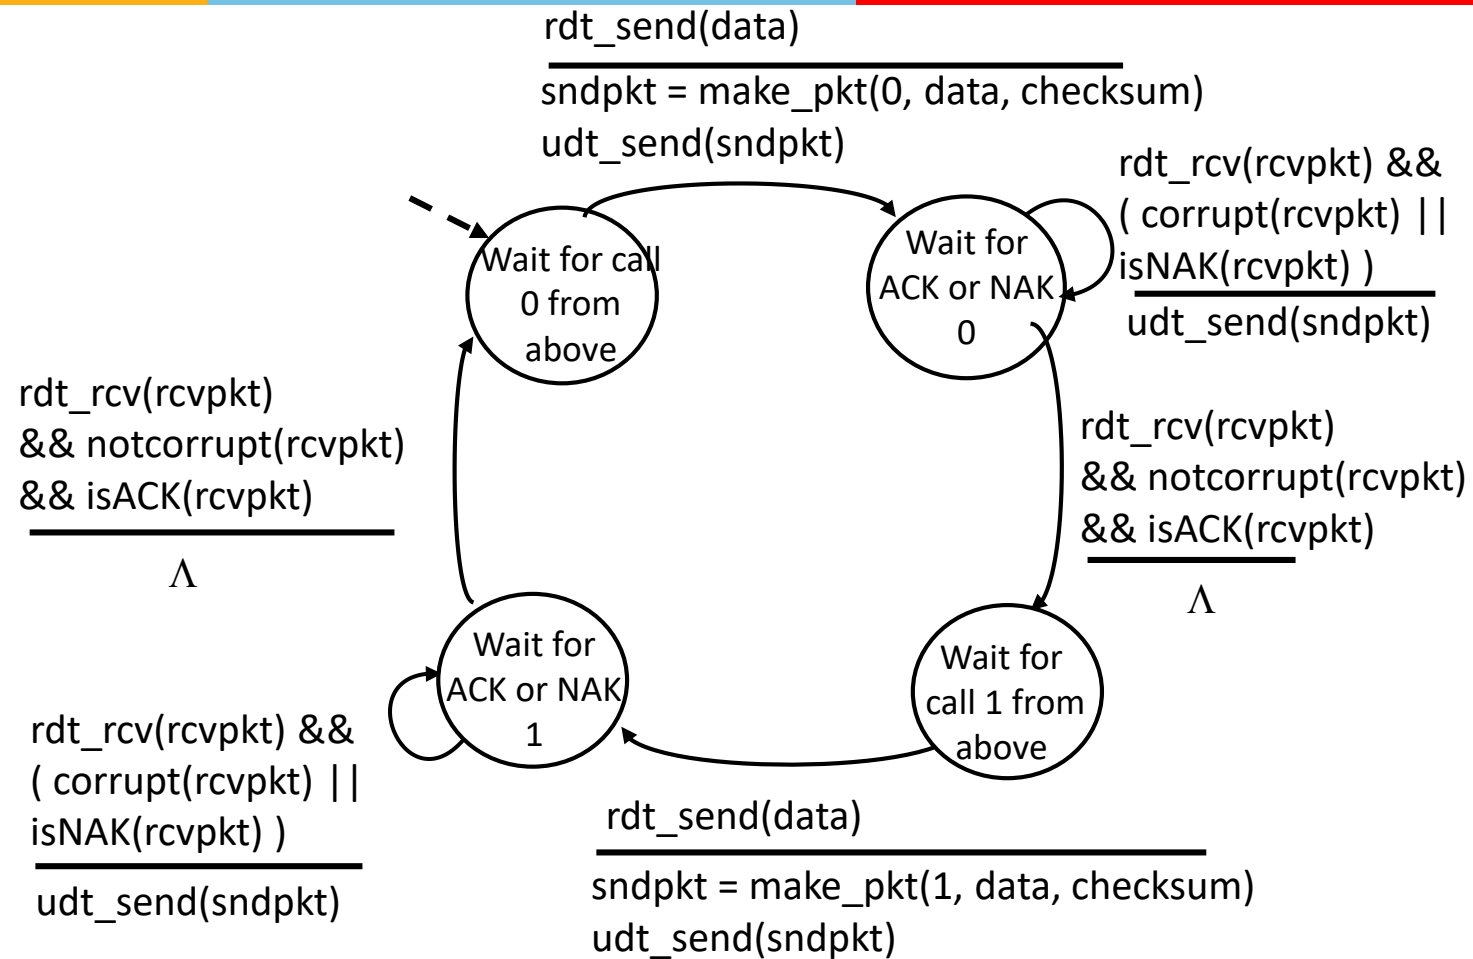 rdt_send(data)
sndpkt = make_pkt(0, data, checksum)
udt_send(sndpkt)
rdt_rcv(rcvpkt) &&
( corrupt(rcvpkt) ||
isNAK(rcvpkt) )
udt_send(sndpkt)
Wait for call
0 from
above
Wait for
ACK or NAK
0
rdt_rcv(rcvpkt)
&& notcorrupt(rcvpkt)
&& isACK(rcvpkt)
Λ
rdt_rcv(rcvpkt)
&& notcorrupt(rcvpkt)
&& isACK(rcvpkt)
Λ
Wait for
ACK or NAK
1
Wait for
call 1 from
above
rdt_rcv(rcvpkt) &&
( corrupt(rcvpkt) ||
isNAK(rcvpkt) )
udt_send(sndpkt)
rdt_send(data)
sndpkt = make_pkt(1, data, checksum)
udt_send(sndpkt)